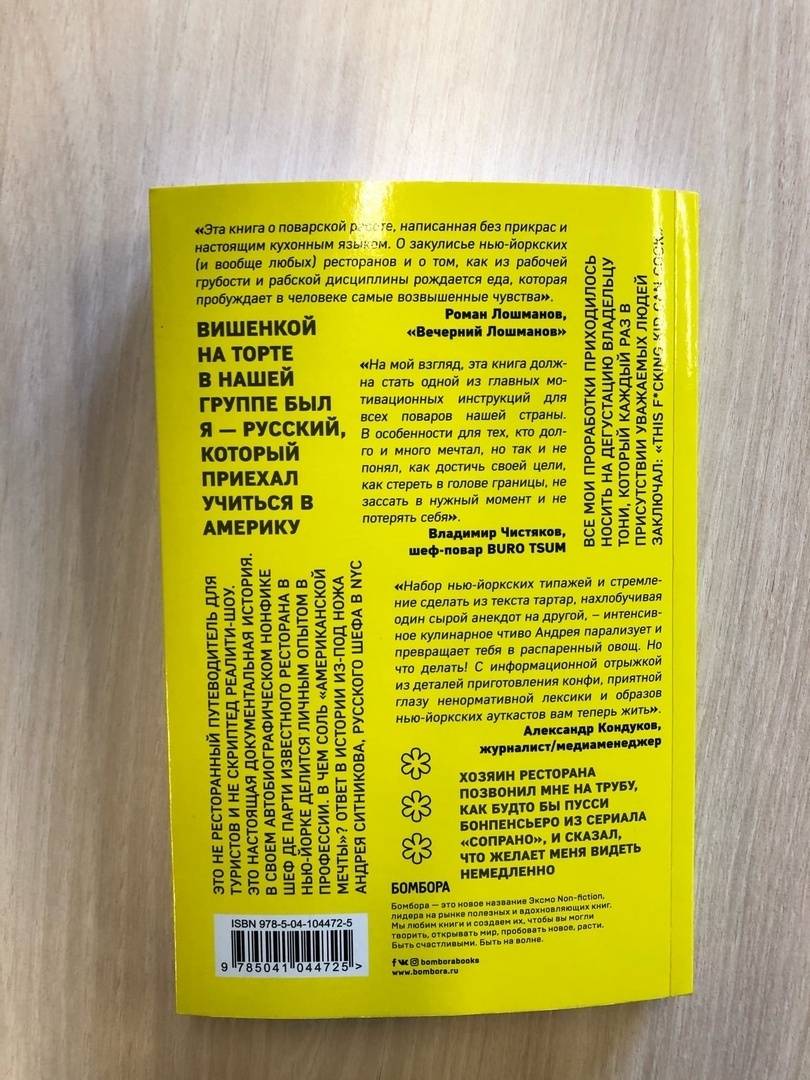 «Эта книга о поварской работе, написанная без прикрас и
настоящим кухонным языком. О закулисье нью-йоркских
(и вообще любых) ресторанов и о том, как из рабочей
грубости и рабской дисциплины рождается еда, которая
пробуждает в человеке самые возвышенные чувства».
Роман Лошманов,
«Вечерний Лошманов»
ВИШЕНКОЙ
НА ТОРТЕ
В НАШЕЙ
ГРУППЕ БЫЛ
Я — РУССКИЙ,
КОТОРЫЙ
ПРИЕХАЛ
УЧИТЬСЯ В
АМЕРИКУ
«На мой взгляд, эта книга долж-
на стать одной из главных мо-
тивационных инструкций для
всех поваров нашей страны.
В особенности для тех, кто дол-
го и много мечтал, но так и не
понял, как достичь своей цели,
как стереть в голове границы, не
зассать в нужный момент и не
потерять себя».
Владимир Чистяков,
шеф-повар BURO TSUM
ВСЕ МОИ ПРОРАБОТКИ ПРИХОДИЛОСЬ
НОСИТЬ НА ДЕГУСТАЦИЮ ВЛАДЕЛЬЦУ
ТОНИ, КОТОРЫЙ КАЖДЫЙ РАЗ В
ПРИСУТСТВИИ УВАЖАЕМЫХ ЛЮДЕЙ
ЗАКЛЮЧАЛ: «THIS F*CKING KID CAN COOK»
ЭТО НЕ РЕСТОРАННЫЙ ПУТЕВОДИТЕЛЬ ДЛЯ
ТУРИСТОВ И НЕ СКРИПТЕД РЕАЛИТИ-ШОУ.
ЭТО НАСТОЯЩАЯ ДОКУМЕНТАЛЬНАЯ ИСТОРИЯ.
В СВОЕМ АВТОБИОГРАФИЧЕСКОМ НОНФИКЕ
ШЕФ ДЕ ПАРТИ ИЗВЕСТНОГО РЕСТОРАНА В
НЬЮ-ЙОРКЕ ДЕЛИТСЯ ЛИЧНЫМ ОПЫТОМ В
ПРОФЕССИИ. В ЧЕМ СОЛЬ «АМЕРИКАНСКОЙ
МЕЧТЫ»? ОТВЕТ В ИСТОРИИ ИЗ-ПОД НОЖА
АНДРЕЯ СИТНИКОВА, РУССКОГО ШЕФА В NYC
«Набор нью-йоркских типажей и стремле-
ние сделать из текста тартар, нахлобучивая
один сырой анекдот на другой, – интенсив-
ное кулинарное чтиво Андрея парализует и
превращает тебя в распаренный овощ. Но
что делать! С информационной отрыжкой
из деталей приготовления конфи, приятной
глазу ненормативной лексики и образов
нью-йоркских ауткастов вам теперь жить».
Александр Кондуков,
журналист/медиаменеджер
ХОЗЯИН РЕСТОРАНА
ПОЗВОНИЛ МНЕ НА ТРУБУ,
КАК БУДТО БЫ ПУССИ
БОНПЕНСЬЕРО ИЗ СЕРИАЛА
«СОПРАНО», И СКАЗАЛ,
ЧТО ЖЕЛАЕТ МЕНЯ ВИДЕТЬ
НЕМЕДЛЕННО
БОМБОРА
Бомбора — это новое название Эксмо Non-fiction,
лидера на рынке полезных и вдохновляющих книг.
Мы любим книги и создаем их, чтобы вы могли
творить, открывать мир, пробовать новое, расти.
Быть счастливыми. Быть на волне.
bomborabooks
www.bombora.ru
ISBN 978-5-04-104472-5
9 785041 044725 >